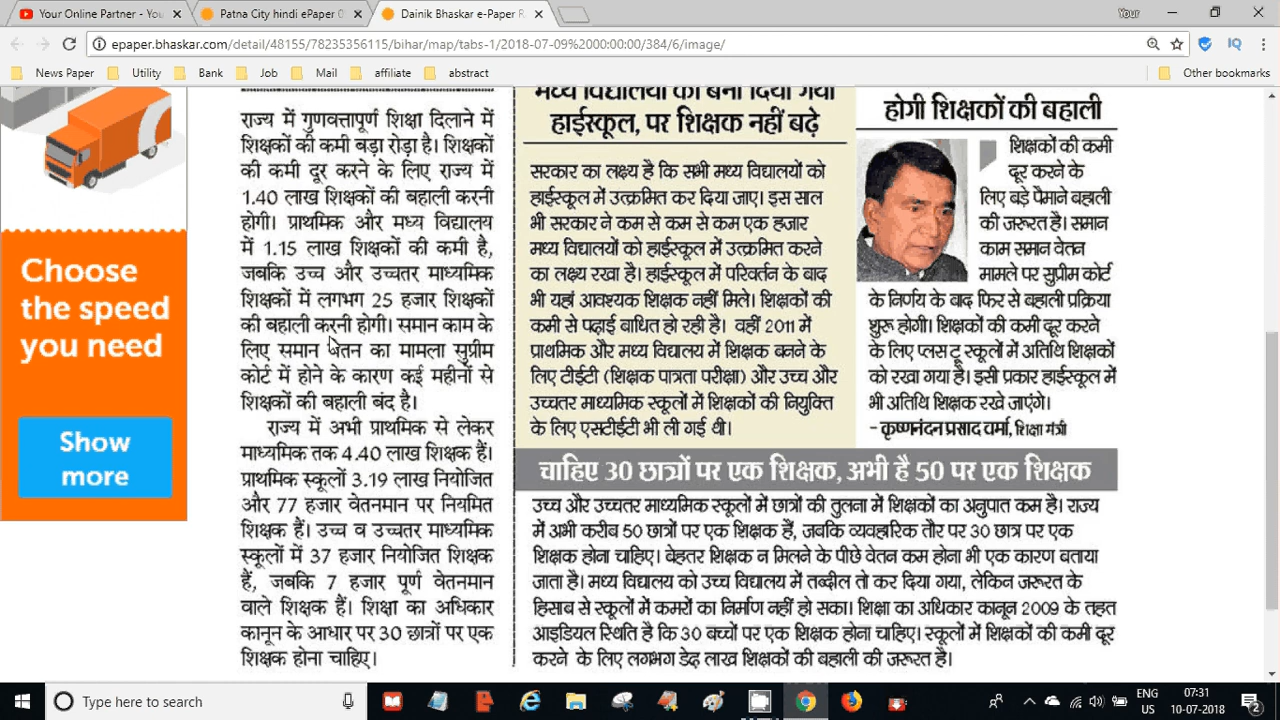 Your Online Partner - You
Patna City hindi ePaper 0
Dainik Bhaskar e-Paper R
Your
epaper.bhaskar.com/detail/48155/78235356115/bihar/map/tabs-1/2018-07-09%2000:00:00/384/6/image/
IQ
News Paper
Utility
Bank
Job
Mail
affiliate
abstract
Other bookmarks
Choose
the speed
you need
Show
more
राज्य में गुणवत्तापूर्ण शिक्षा दिलाने में
शिक्षकों की कमी बड़ा रोड़ा है। शिक्षकों
की कमी दूर करने के लिए राज्य में
1.40 लाख शिक्षकों की बहाली करनी
होगी। प्राथमिक और मध्य विद्यालय
में 1.15 लाख शिक्षकों की कमी है,
जबकि उच्च और उच्चतर माध्यमिक
शिक्षकों में लगभग 25 हजार शिक्षकों
की बहाली करनी होगी। समान काम के
लिए समान वेतन का मामला सुप्रीम
कोर्ट में होने के कारण कई महीनों से
शिक्षकों की बहाली बंद है।
राज्य में अभी प्राथमिक से लेकर
माध्यमिक तक 4.40 लाख शिक्षक हैं।
प्राथमिक स्कूलों 3.19 लाख नियोजित
और 77 हजार वेतनमान पर नियमित
शिक्षक हैं। उच्च व उच्चतर माध्यमिक
स्कूलों में 37 हजार नियोजित शिक्षक
हैं, जबकि 7 हजार पूर्ण वेतनमान
वाले शिक्षक हैं। शिक्षा का अधिकार
कानून के आधार पर 30 छात्रों पर एक
शिक्षक होना चाहिए।
मध्य विद्यालयों को बना दिया गया
हाईस्कूल, पर शिक्षक नहीं बढ़े
सरकार का लक्ष्य है कि सभी मध्य विद्यालयों को
हाईस्कूल में उत्क्रमित कर दिया जाए। इस साल
भी सरकार ने कम से कम से कम एक हजार
मध्य विद्यालयों को हाईस्कूल में उत्क्रमित करने
का लक्ष्य रखा है। हाईस्कूल में परिवर्तन के बाद
भी यहां आवश्यक शिक्षक नहीं मिले। शिक्षकों की
कमी से पढ़ाई बाधित हो रही है। वहीं 2011 में
प्राथमिक और मध्य विद्यालय में शिक्षक बनने के
लिए टीईटी (शिक्षक पात्रता परीक्षा) और उच्च और
उच्चतर माध्यमिक स्कूलों में शिक्षकों की नियुक्ति
के लिए एसटीईटी भी ली गई थी।
होगी शिक्षकों की बहाली
शिक्षकों की कमी
दूर करने के
लिए बड़े पैमाने बहाली
की जरूरत है। समान
काम समान वेतन
मामले पर सुप्रीम कोर्ट
के निर्णय के बाद फिर से बहाली प्रक्रिया
शुरू होगी। शिक्षकों की कमी दूर करने
के लिए प्लस टू स्कूलों में अतिथि शिक्षकों
को रखा गया है। इसी प्रकार हाईस्कूल में
भी अतिथि शिक्षक रखे जाएंगे।
- कृष्णनंदन प्रसाद वर्मा, शिक्षा मंत्री
चाहिए 30 छात्रों पर एक शिक्षक, अभी है 50 पर एक शिक्षक
उच्च और उच्चतर माध्यमिक स्कूलों में छात्रों की तुलना में शिक्षकों का अनुपात कम है। राज्य
में अभी करीब 50 छात्रों पर एक शिक्षक हैं, जबकि व्यवहारिक तौर पर 30 छात्र पर एक
शिक्षक होना चाहिए। बेहतर शिक्षक न मिलने के पीछे वेतन कम होना भी एक कारण बताया
जाता है। मध्य विद्यालय को उच्च विद्यालय में तब्दील तो कर दिया गया, लेकिन जरूरत के
हिसाब से स्कूलों में कमरों का निर्माण नहीं हो सका। शिक्षा का अधिकार कानून 2009 के तहत
आइडियल स्थिति है कि 30 बच्चों पर एक शिक्षक होना चाहिए। स्कूलों में शिक्षकों की कमी दूर
करने के लिए लगभग डेढ़ लाख शिक्षकों की बहाली की जरूरत है।
Type here to search
ENG
US
07:31
10-07-2018
2